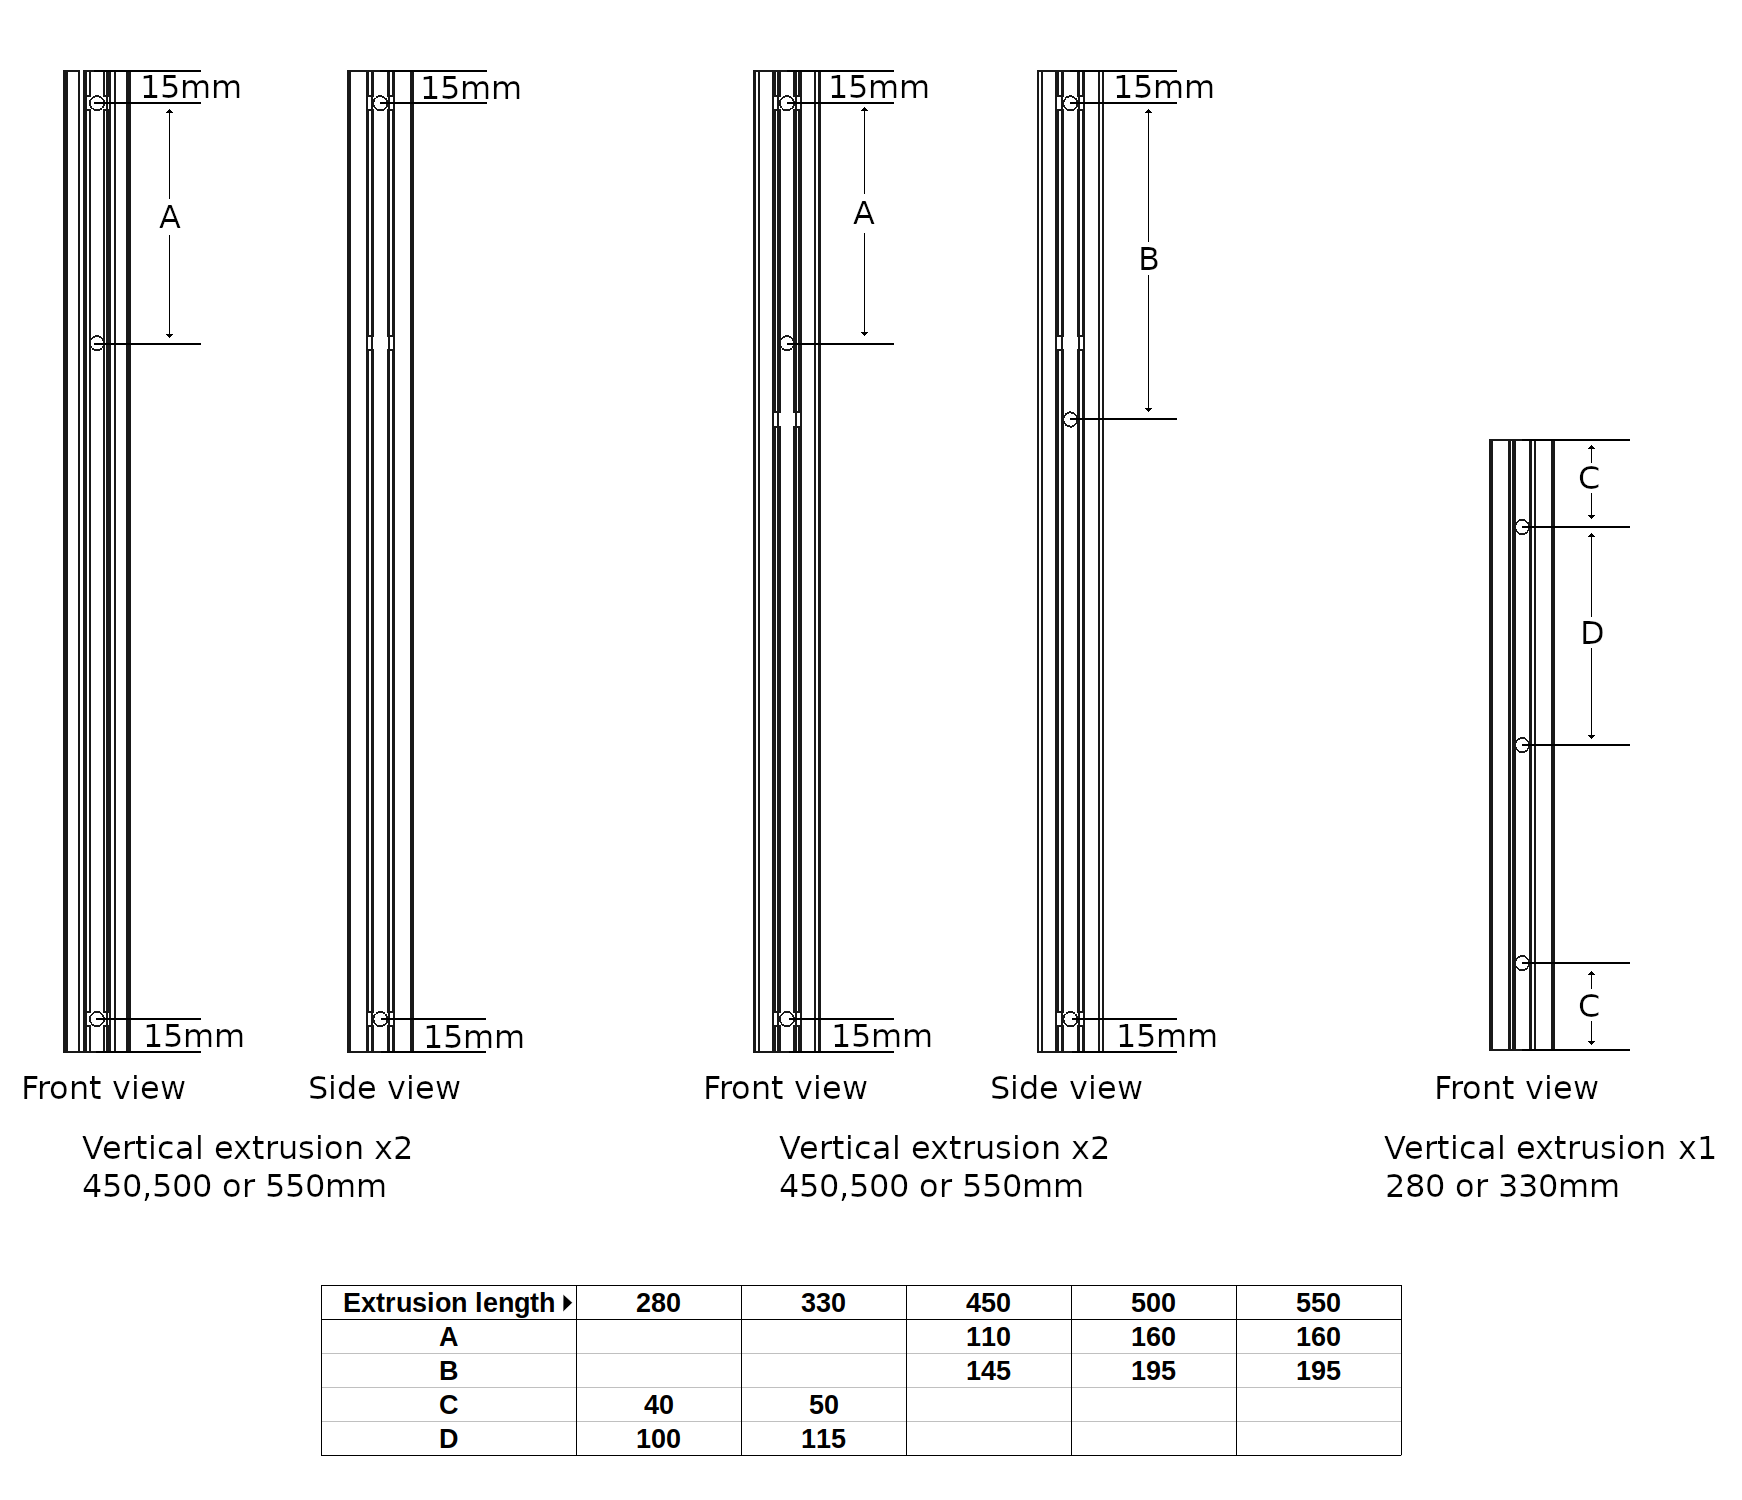 15mm 15mm 15mm 15mm
A A B
C
D
C
15mm 15mm 15mm 15mm
Front view Side view Front view Side view Front view
Vertical extrusion x2
450,500 or 550mm
Vertical extrusion x2
450,500 or 550mm
Vertical extrusion x1
280 or 330mm
Extrusion length 280 330 450 500 550
A 110 160 160
B 145 195 195
C 40 50
D 100 115